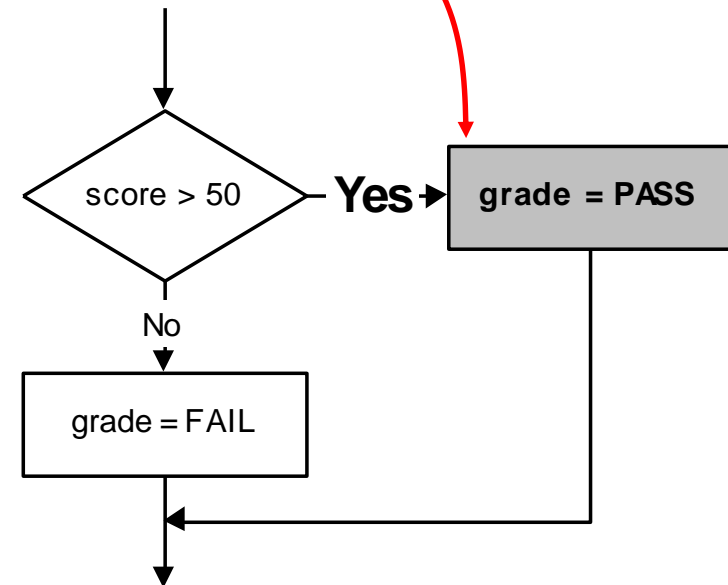 score > 50
Yes
grade = PASS
No
grade = FAIL